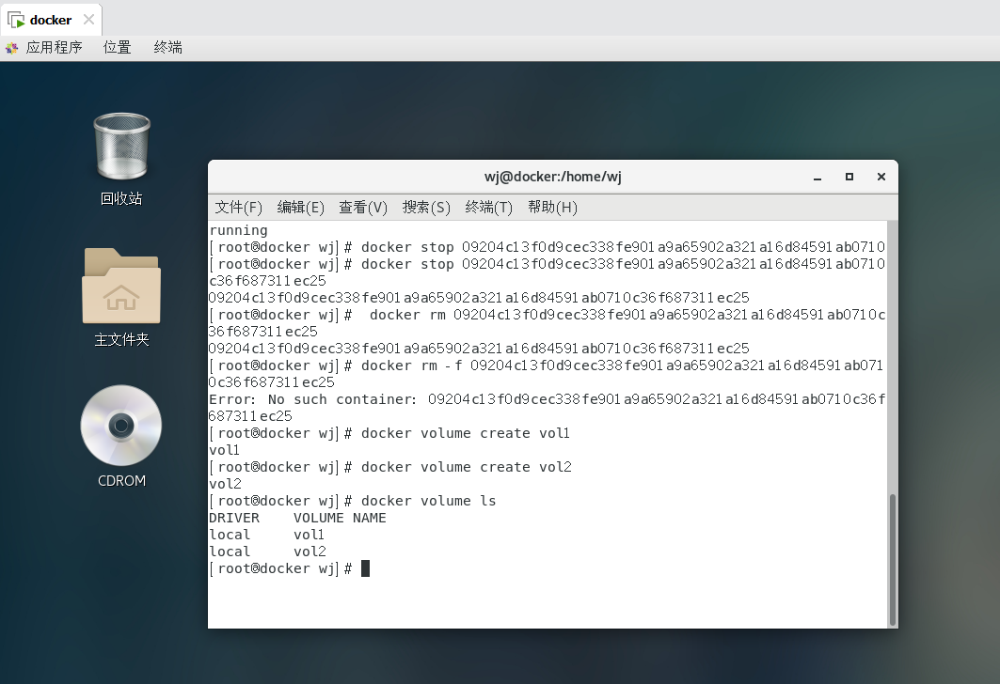 docker
应用程序 位置 终端
回收站
主文件夹
CDROM
wj@docker:/home/wj
文件(F) 编辑(E) 查看(V) 搜索(S) 终端(T) 帮助(H)
running
[root@docker wj]# docker stop 09204c13f0d9cec338fe901a9a65902a321a16d84591ab0710
[root@docker wj]# docker stop 09204c13f0d9cec338fe901a9a65902a321a16d84591ab0710
c36f687311ec25
09204c13f0d9cec338fe901a9a65902a321a16d84591ab0710c36f687311ec25
[root@docker wj]#  docker rm 09204c13f0d9cec338fe901a9a65902a321a16d84591ab0710c
36f687311ec25
09204c13f0d9cec338fe901a9a65902a321a16d84591ab0710c36f687311ec25
[root@docker wj]# docker rm -f 09204c13f0d9cec338fe901a9a65902a321a16d84591ab071
0c36f687311ec25
Error: No such container: 09204c13f0d9cec338fe901a9a65902a321a16d84591ab0710c36f
687311ec25
[root@docker wj]# docker volume create vol1
vol1
[root@docker wj]# docker volume create vol2
vol2
[root@docker wj]# docker volume ls
DRIVER    VOLUME NAME
local     vol1
local     vol2
[root@docker wj]#